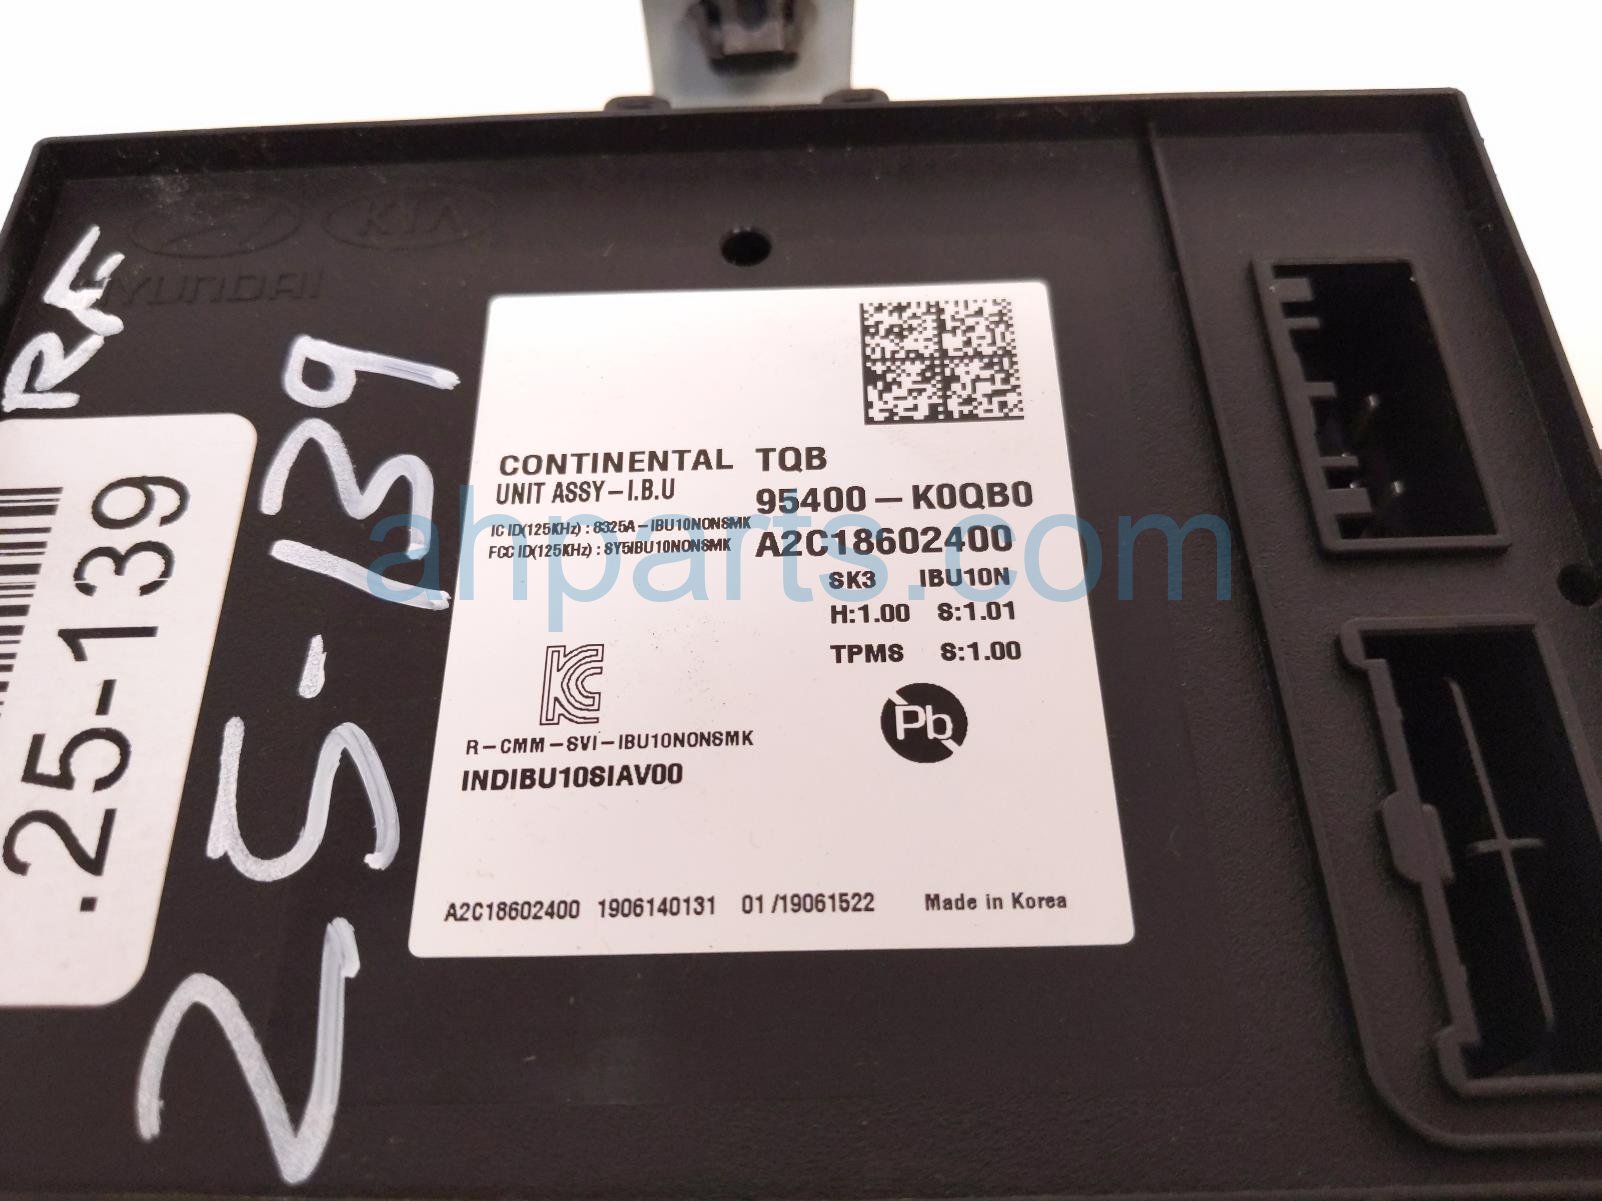 KIA
HYUNDAI
RF
25-139
.25-139
CONTINENTAL TQB
UNIT ASSY-I.B.U 95400-K0QB0
IC ID(125KHz) : 8325A-IBU10NONSMK
FCC ID(125KHz) : SY5IBU10NONSMK A2C18602400
SK3 IBU10N
H:1.00 S:1.01
TPMS S:1.00
KC
Pb
R-CMM-SVI-IBU10NONSMK
INDIBU10SIAV00
A2C18602400 1906140131 01/19061522 Made in Korea
ahparts.com